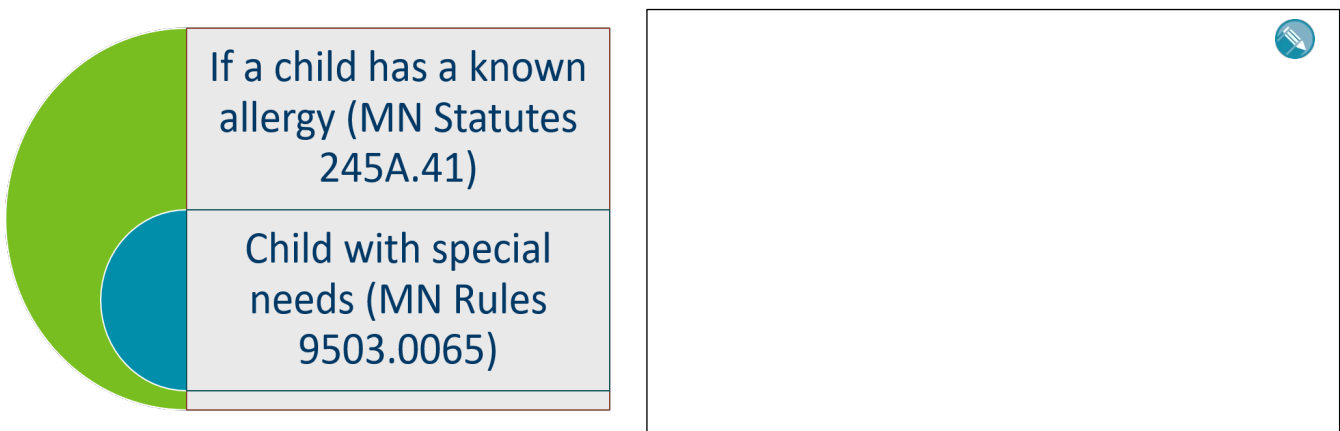 If a child has a known
allergy (MN Statutes
245A.41)
Child with special
needs (MN Rules
9503.0065)